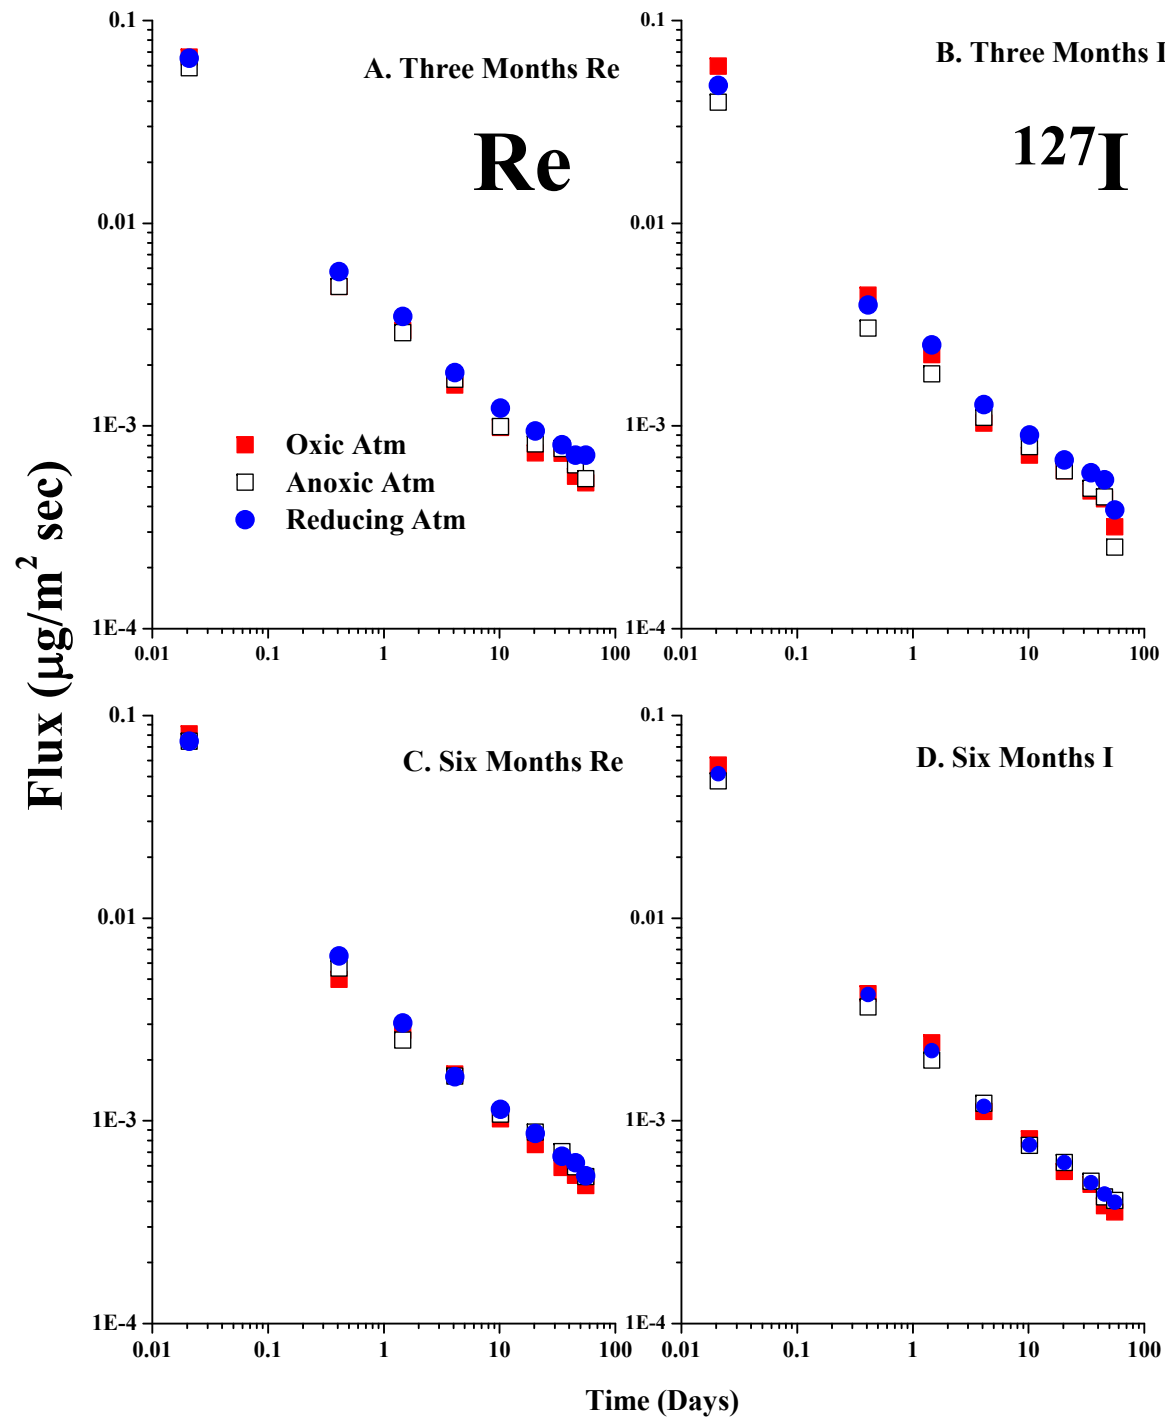 0.1
0.01
1E-3
1E-4
0.01 0.1 1 10 100
A. Three Months Re
Re
Oxic Atm
Anoxic Atm
Reducing Atm
0.1
0.01
1E-3
1E-4
0.01 0.1 1 10 100
B. Three Months I
127I
Flux (μg/m2 sec)
0.1
0.01
1E-3
1E-4
0.01 0.1 1 10 100
C. Six Months Re
0.1
0.01
1E-3
1E-4
0.01 0.1 1 10 100
D. Six Months I
Time (Days)